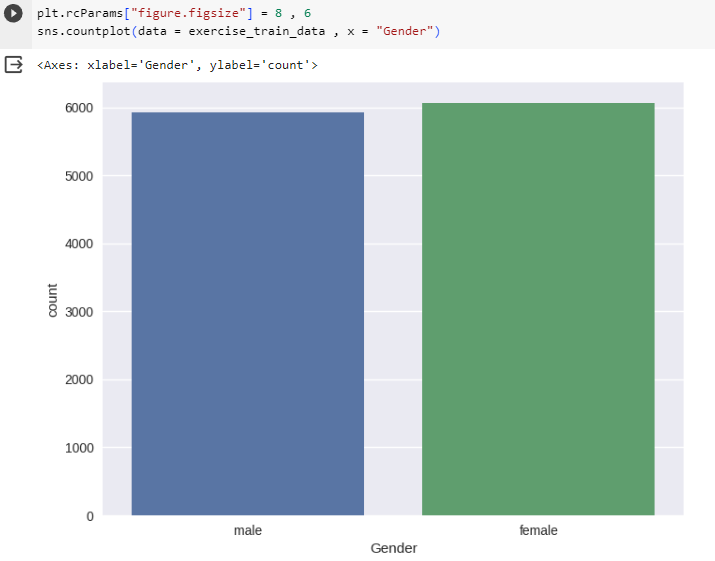 plt.rcParams["figure.figsize"] = 8 , 6
sns.countplot(data = exercise_train_data , x = "Gender")
<Axes: xlabel='Gender', ylabel='count'>
6000
5000
4000
3000
2000
1000
0
count
male female
Gender